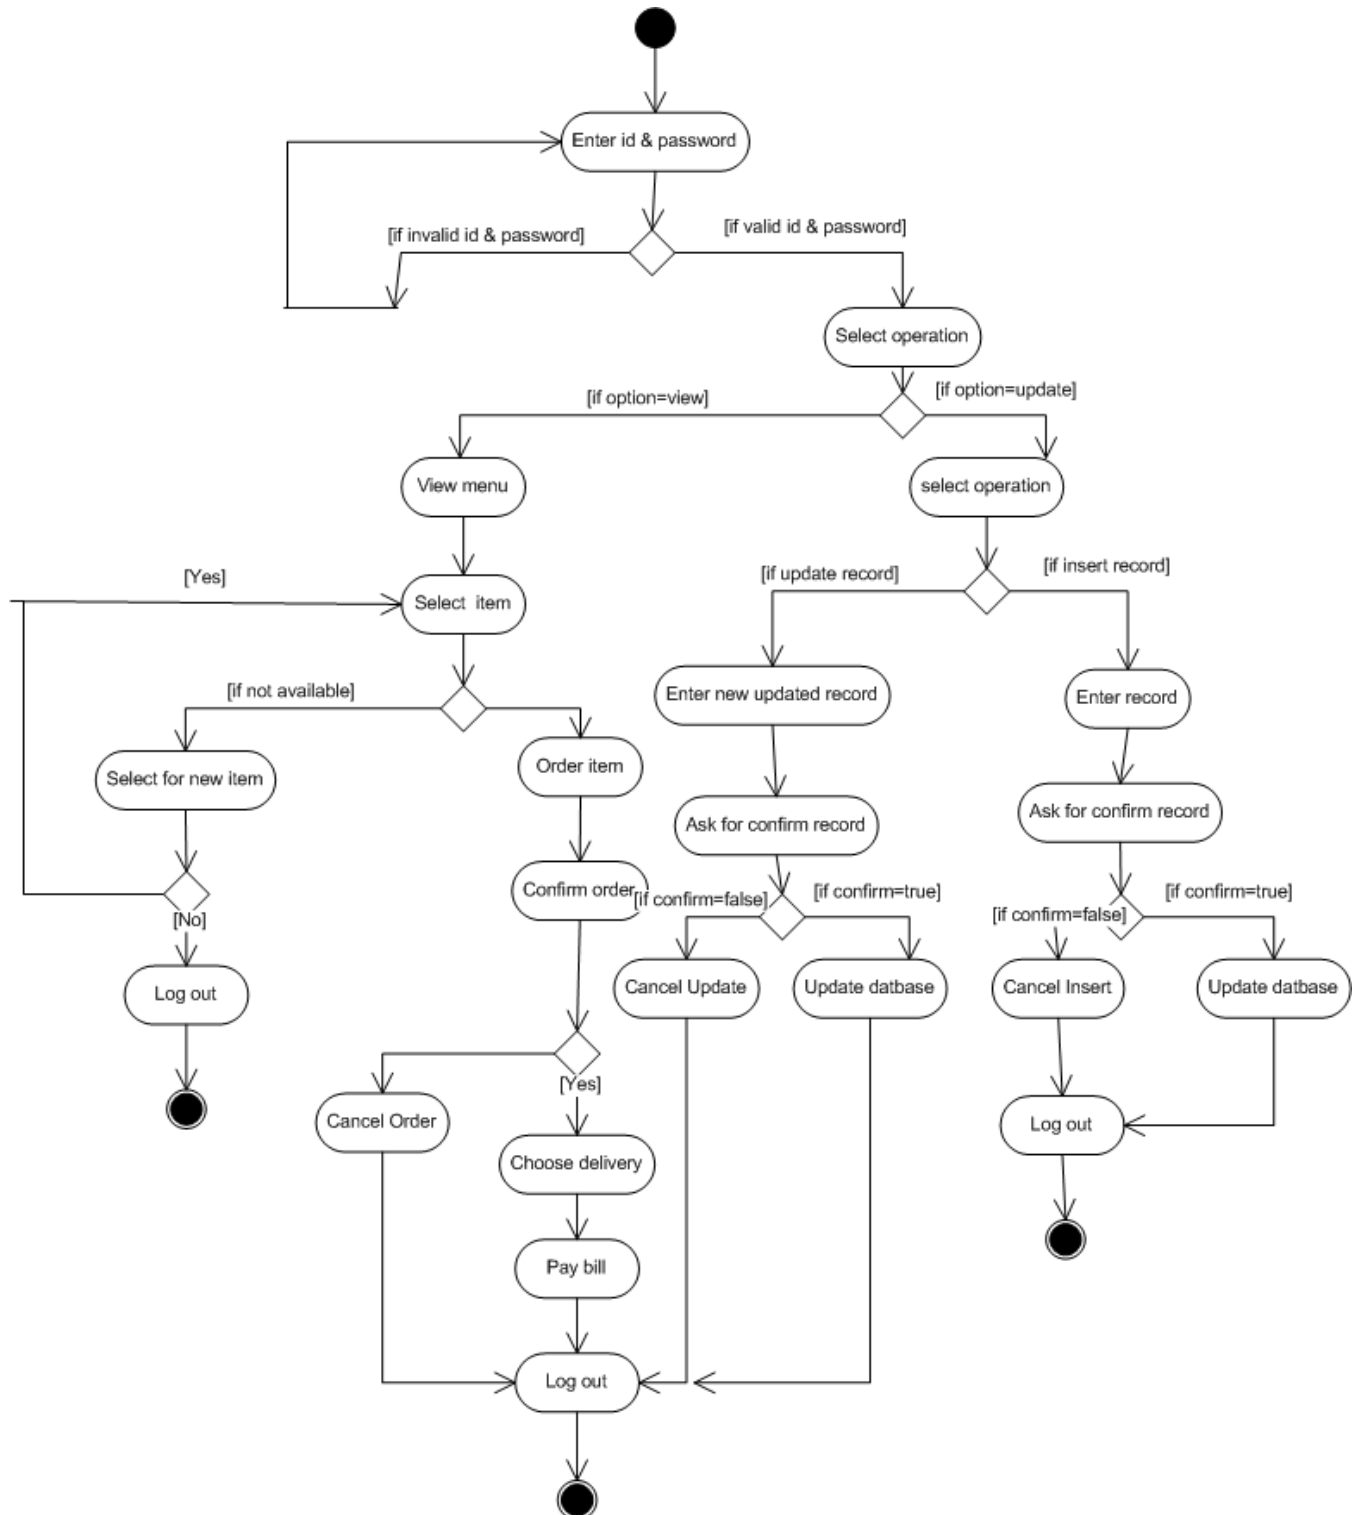 Enter id & password
[if invalid id & password]
[if valid id & password]
Select operation
[if option=view]
[if option=update]
View menu
select operation
[Yes]
[if update record]
[if insert record]
Select item
[if not available]
Enter new updated record
Enter record
Select for new item
Order item
Ask for confirm record
Ask for confirm record
Confirm order
[if confirm=false]
[if confirm=true]
[if confirm=false]
[if confirm=true]
[No]
Log out
Cancel Update
Update datbase
Cancel Insert
Update datbase
[Yes]
Cancel Order
Log out
Choose delivery
Pay bill
Log out